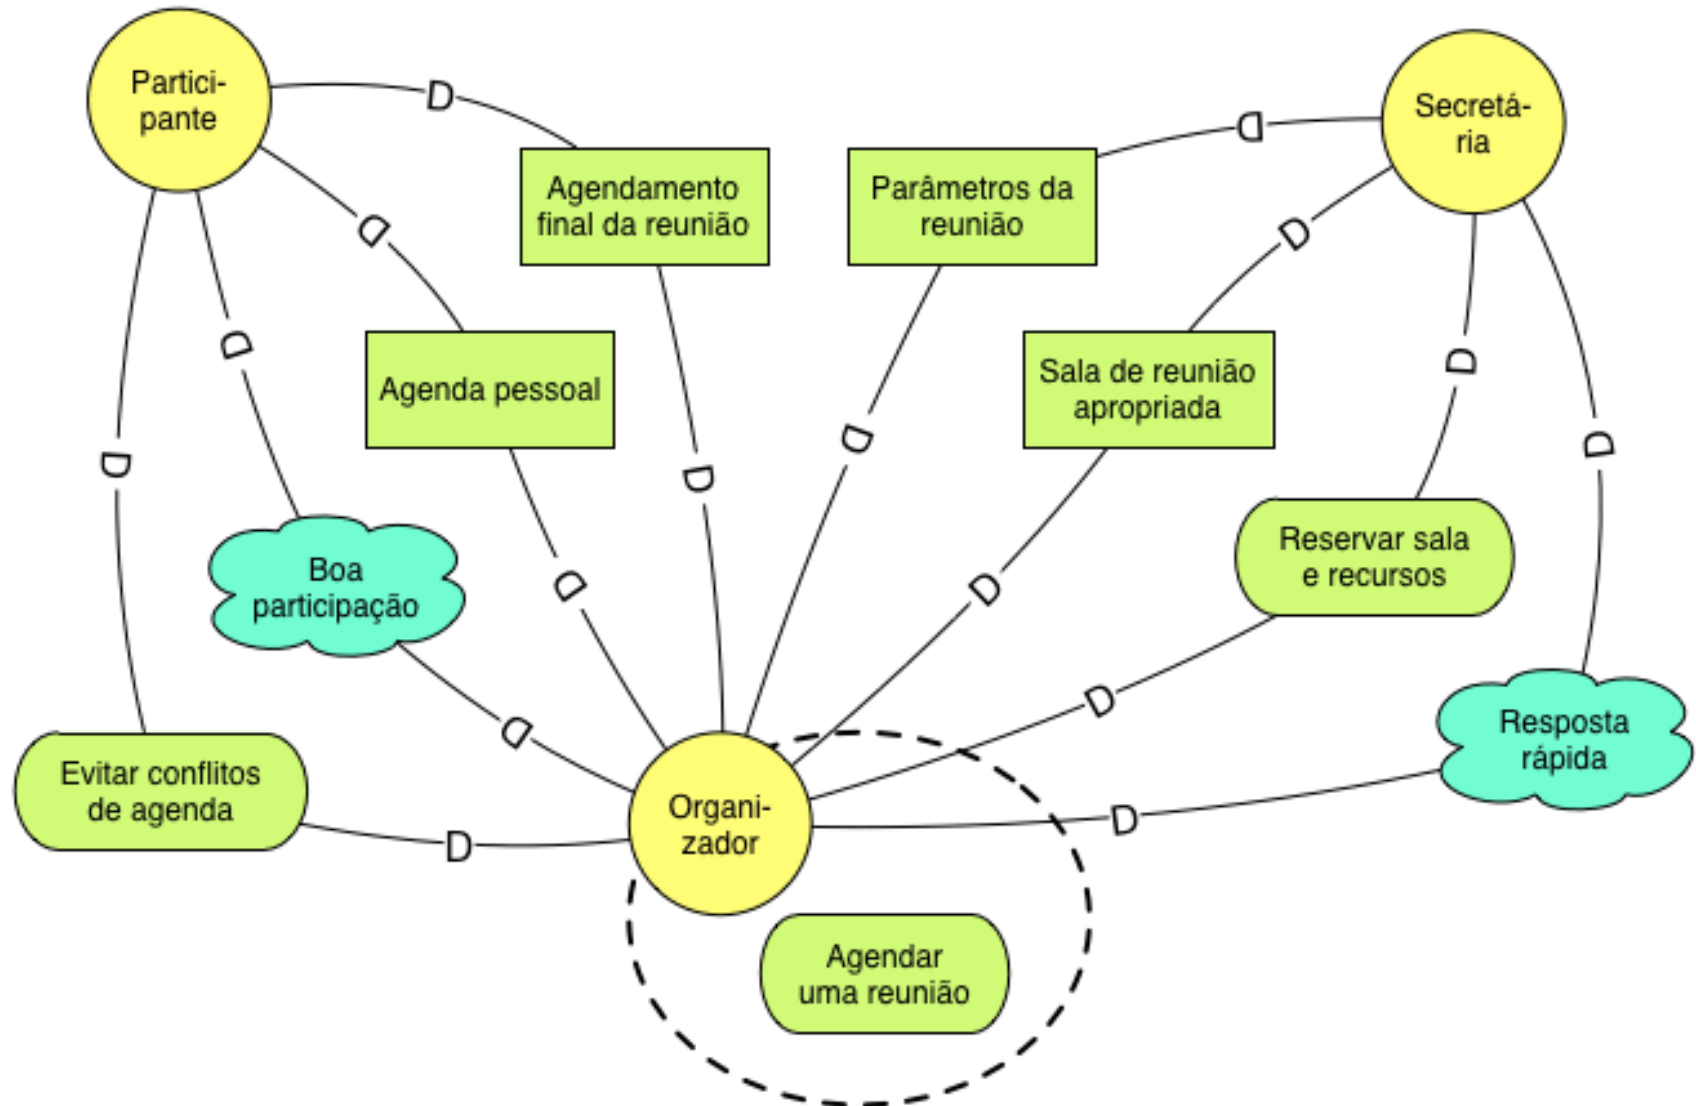 Partici-
pante
Secretá-
ria
D
D
Agendamento
final da reunião
Parâmetros da
reunião
D
D
D
Agenda pessoal
Sala de reunião
apropriada
D
D
D
D
D
Reservar sala
e recursos
Boa
participação
D
D
D
D
D
Resposta
rápida
Evitar conflitos
de agenda
Organi-
zador
D
D
Agendar
uma reunião